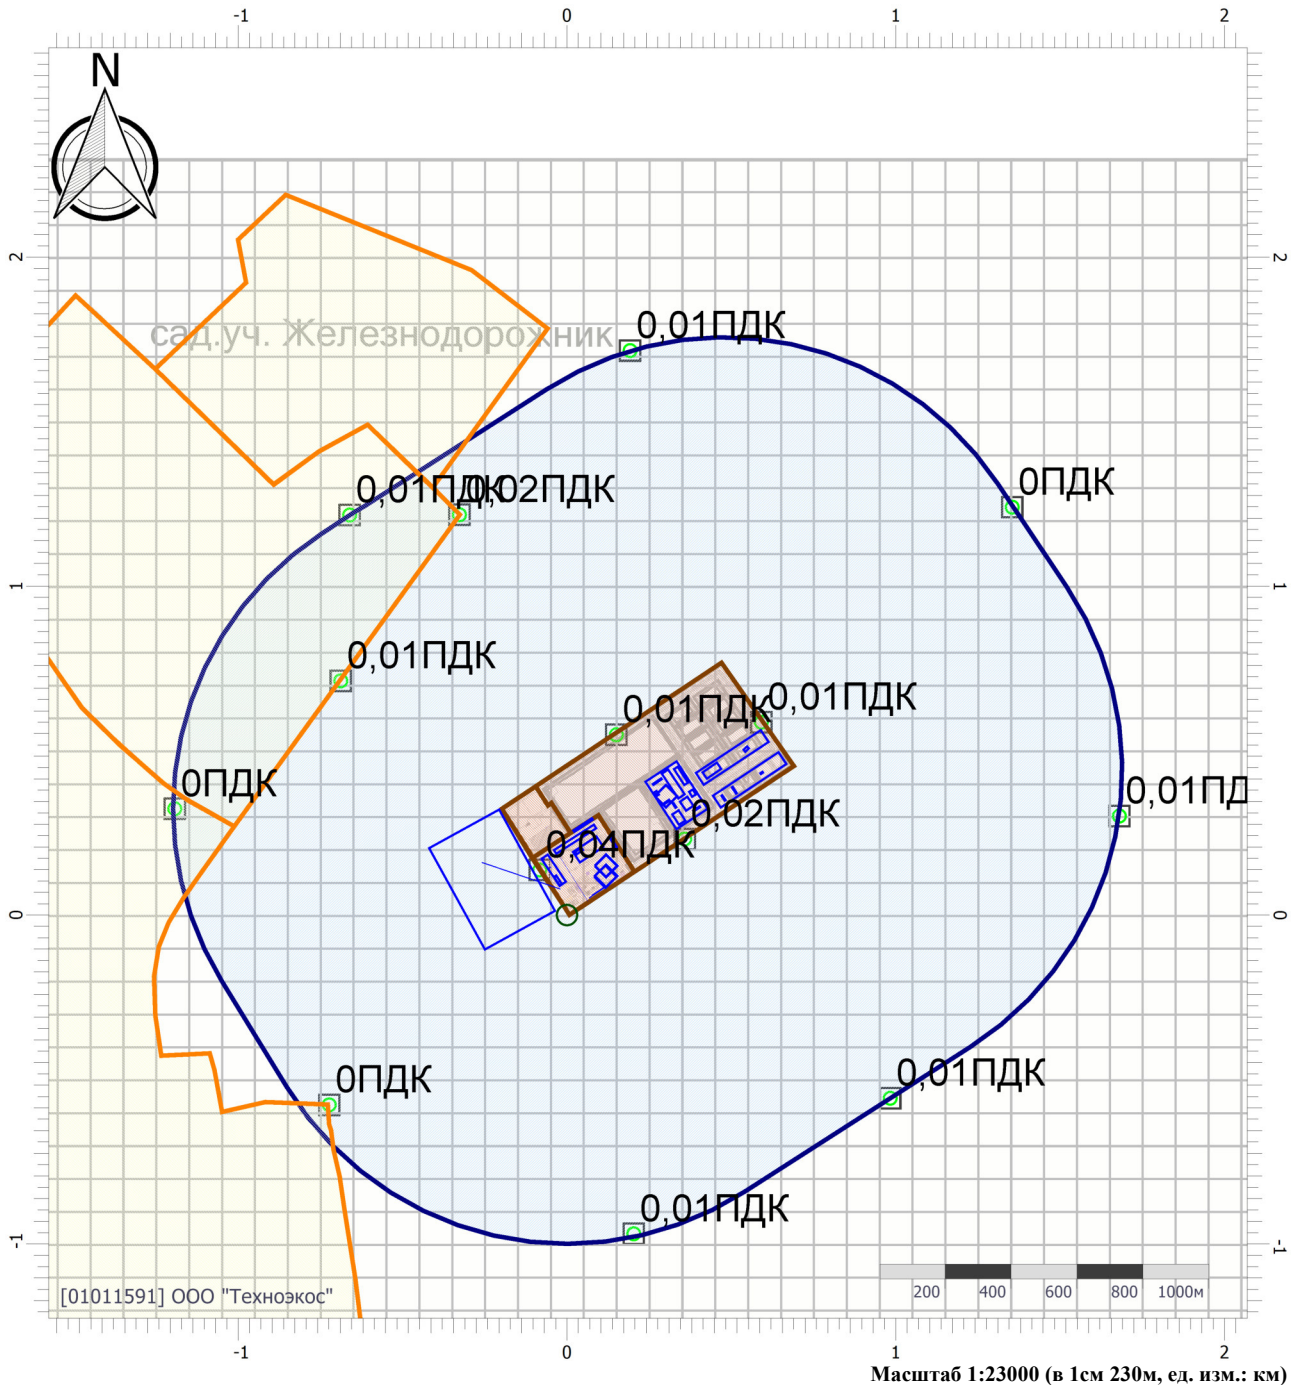 -1 0 1 2
N
2 2
сад.уч. Железнодорожник
0,01ПДК
0ПДК
0,01ПДК
0,02ПДК
1 1
0,01ПДК
0,01ПДК
0,01ПДК
0ПДК
0,01ПД
0,02ПДК
0,04ПДК
0 0
0ПДК
0,01ПДК
0,01ПДК
-1 -1
200 400 600 800 1000м
[01011591] ООО "Техноэкос"
-1 0 1 2
Масштаб 1:23000 (в 1см 230м, ед. изм.: км)